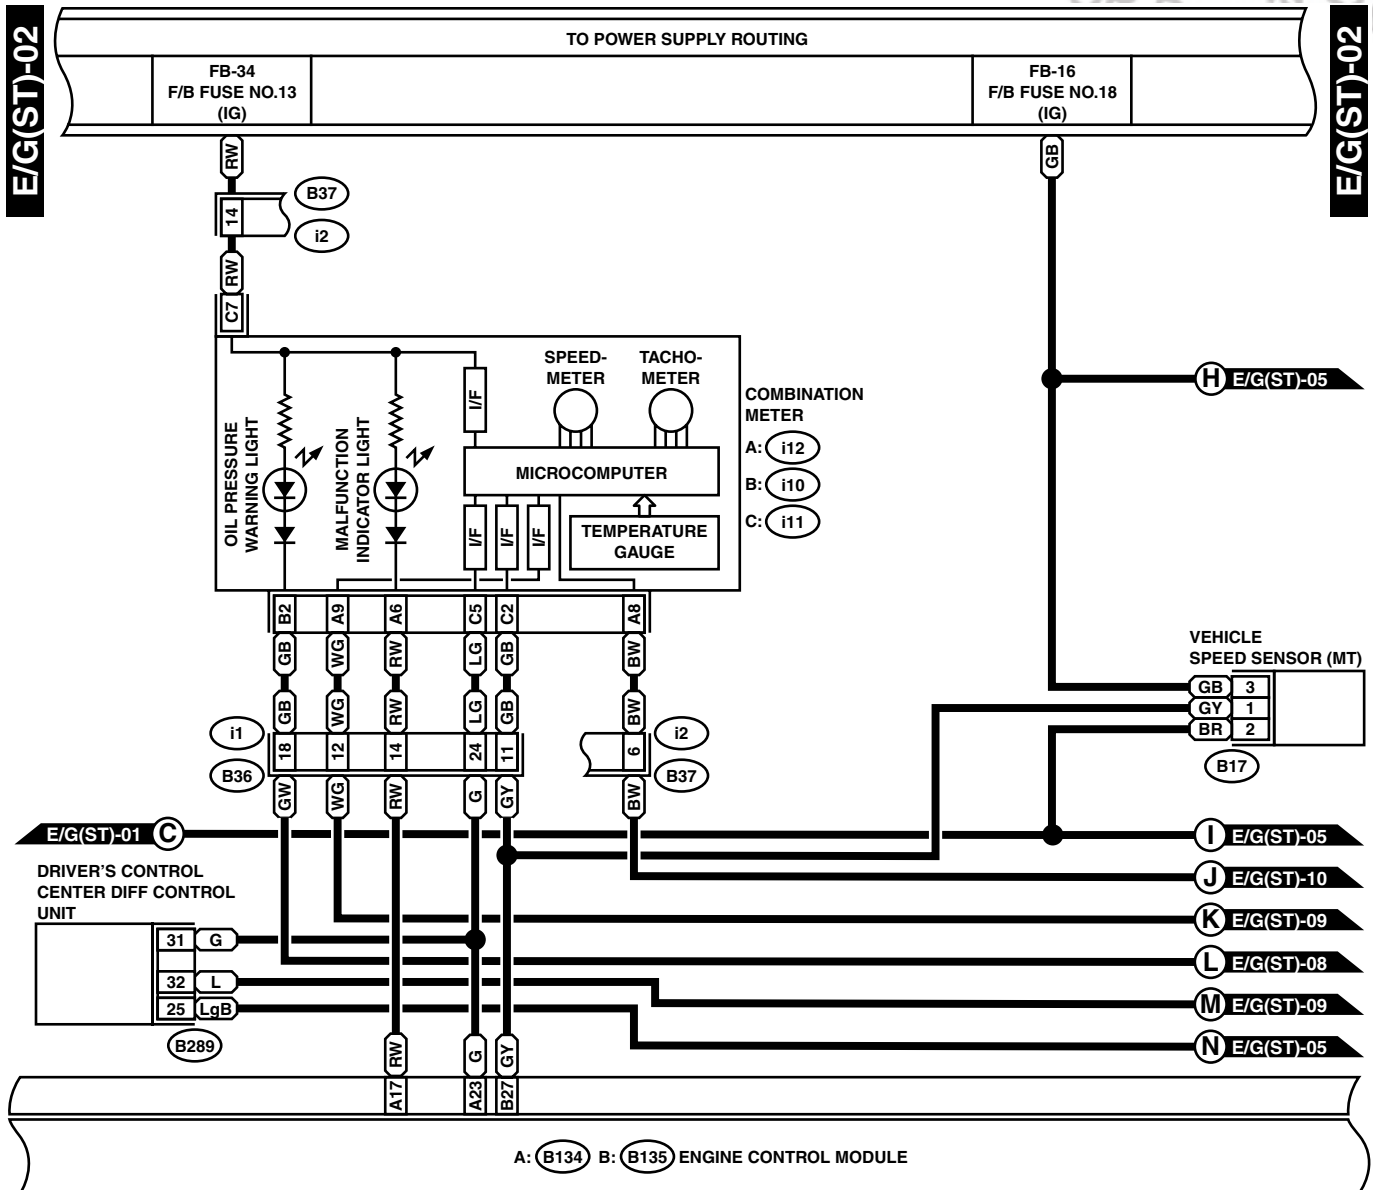 E/G(ST)-02
E/G(ST)-02
TO POWER SUPPLY ROUTING
FB-34
F/B FUSE NO.13
(IG)
FB-16
F/B FUSE NO.18
(IG)
RW
GB
14
B37
i2
RW
C7
H E/G(ST)-05
OIL PRESSURE
WARNING LIGHT
MALFUNCTION
INDICATOR LIGHT
I/F
SPEED-
METER
TACHO-
METER
MICROCOMPUTER
I/F I/F I/F
TEMPERATURE
GAUGE
COMBINATION
METER
A: i12
B: i10
C: i11
B2 A9 A6 C5 C2 A8
GB WG RW LG GB BW
GB WG RW LG GB BW
i1
B36
18 12 14 24 11 6
i2
B37
GW WG RW G GY BW
VEHICLE
SPEED SENSOR (MT)
GB 3
GY 1
BR 2
B17
E/G(ST)-01 C
I E/G(ST)-05
J E/G(ST)-10
K E/G(ST)-09
L E/G(ST)-08
M E/G(ST)-09
N E/G(ST)-05
DRIVER'S CONTROL
CENTER DIFF CONTROL
UNIT
31 G
32 L
25 LgB
B289
RW G GY
A17 A23 B27
A: B134 B: B135 ENGINE CONTROL MODULE